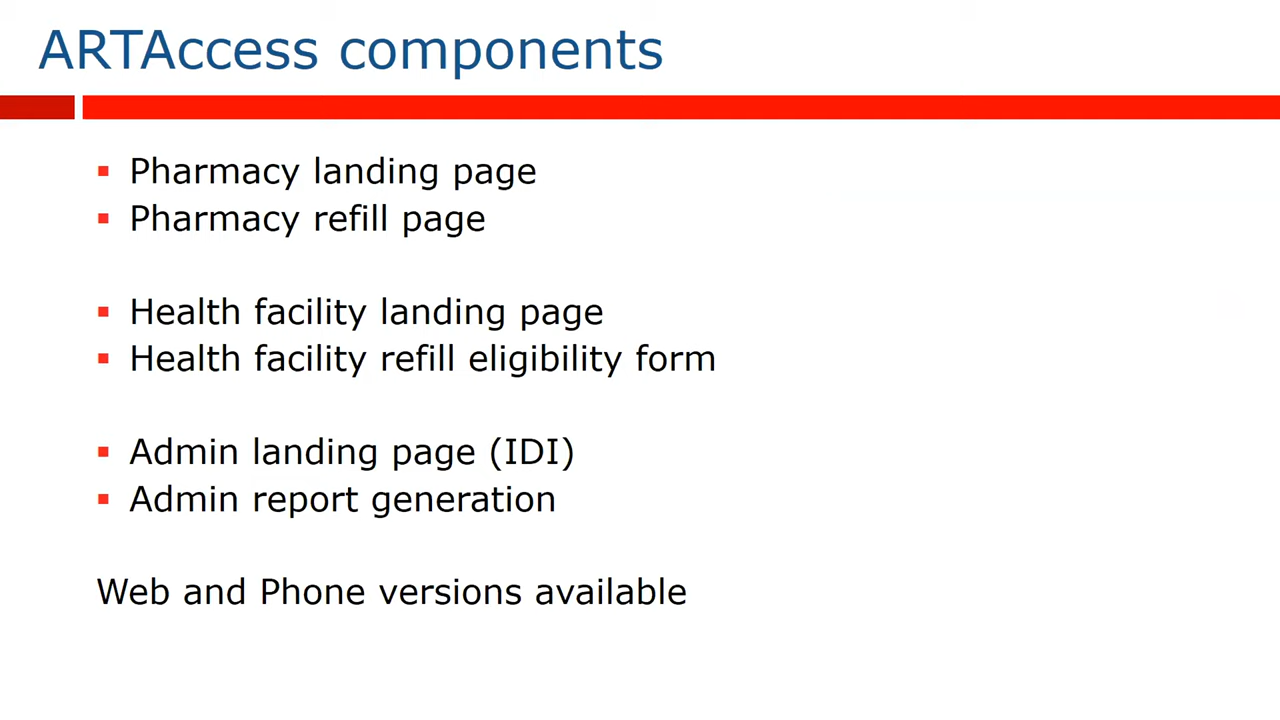 ARTAccess components
Pharmacy landing page
Pharmacy refill page
Health facility landing page
Health facility refill eligibility form
Admin landing page (IDI)
Admin report generation
Web and Phone versions available